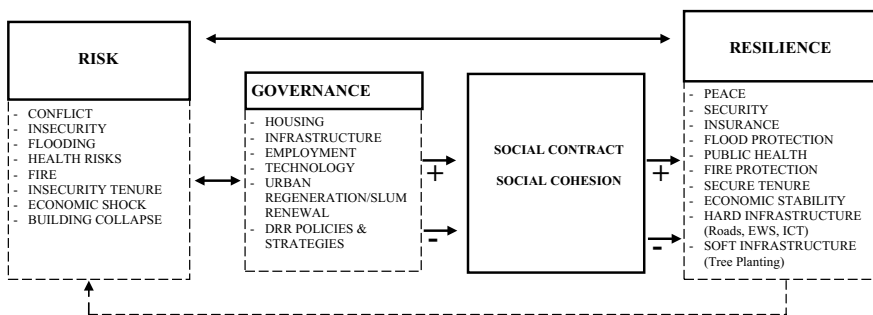 RISK
- CONFLICT
- INSECURITY
- FLOODING
- HEALTH RISKS
- FIRE
- INSECURITY TENURE
- ECONOMIC SHOCK
- BUILDING COLLAPSE
GOVERNANCE
- HOUSING
- INFRASTRUCTURE
- EMPLOYMENT
- TECHNOLOGY
- URBAN
REGENERATION/SLUM
RENEWAL
- DRR POLICIES &
STRATEGIES
+
-
SOCIAL CONTRACT
SOCIAL COHESION
+
-
RESILIENCE
- PEACE
- SECURITY
- INSURANCE
- FLOOD PROTECTION
- PUBLIC HEALTH
- FIRE PROTECTION
- SECURE TENURE
- ECONOMIC STABILITY
- HARD INFRASTRUCTURE
(Roads, EWS, ICT)
- SOFT INFRASTRUCTURE
(Tree Planting)